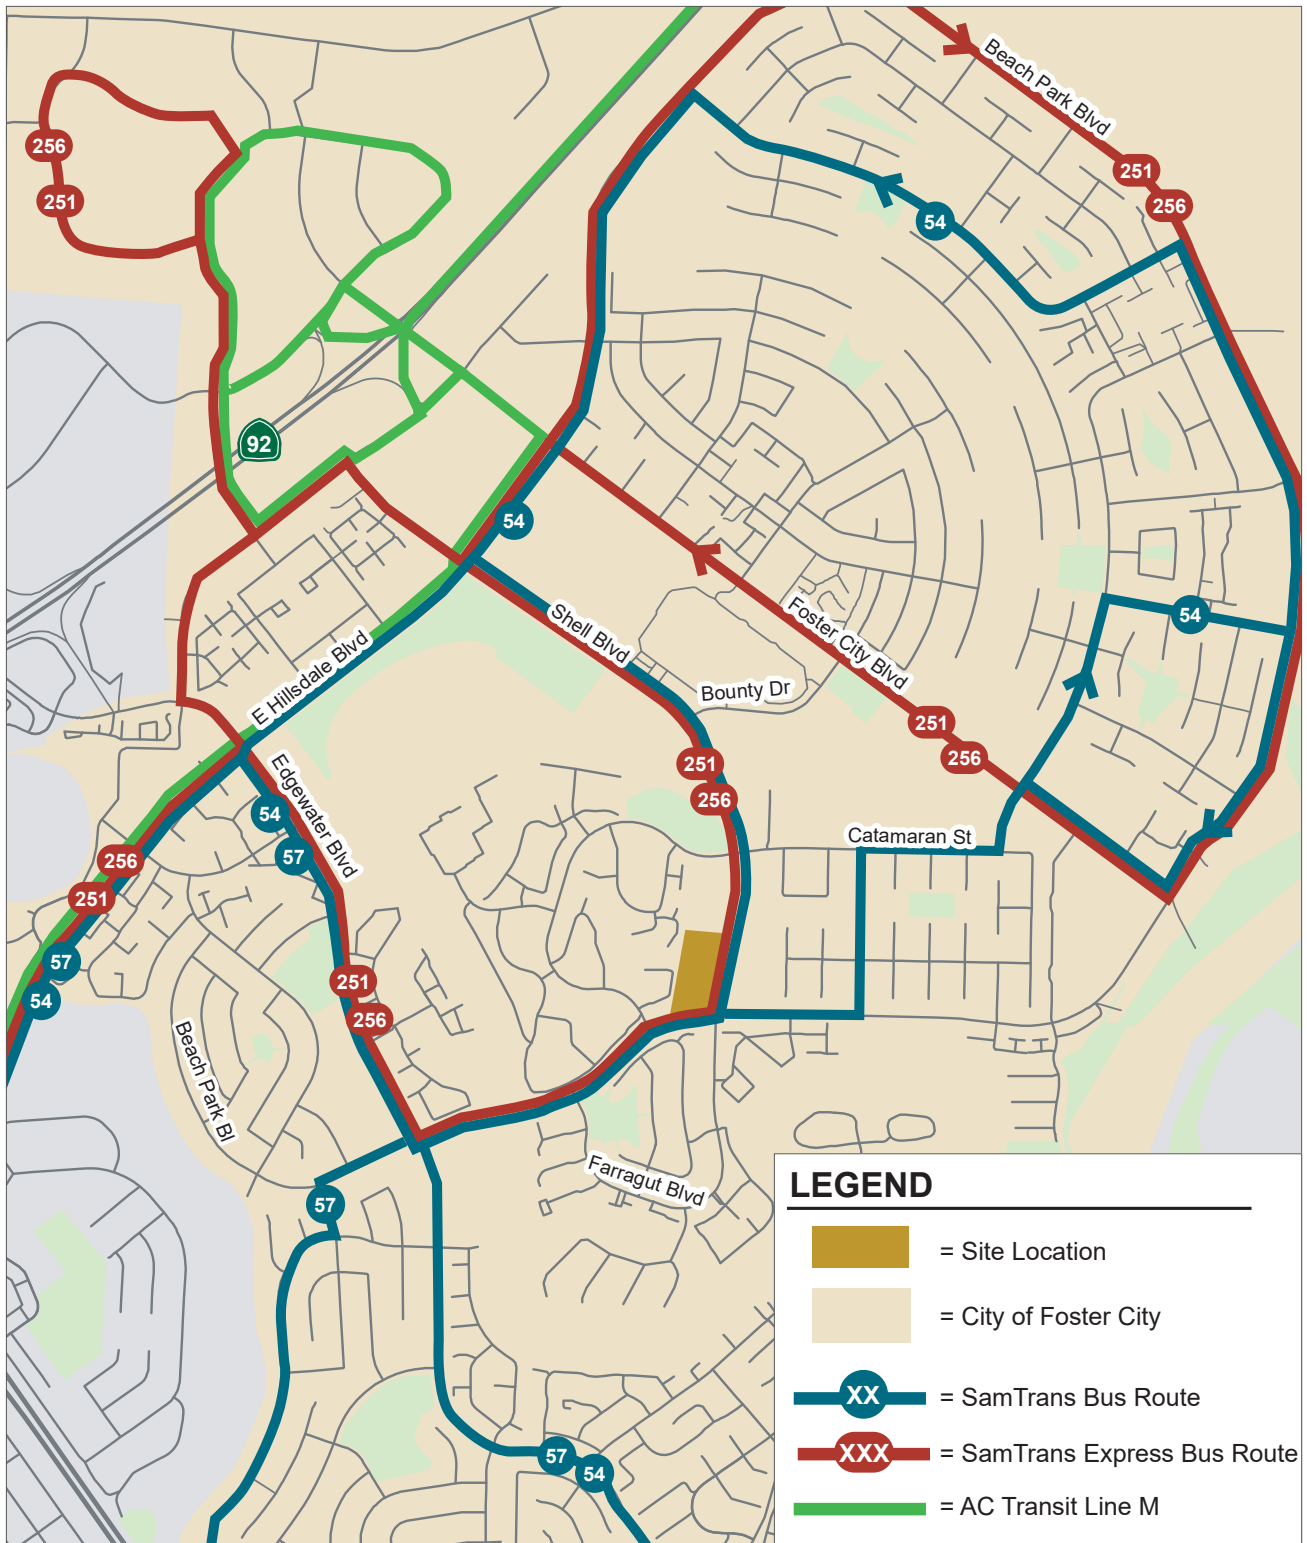 Beach Park Blvd
256
251
251
256
54
92
54
54
Shell Blvd
Foster City Blvd
E Hillsdale Blvd
Bounty Dr
251
256
251
256
Edgewater Blvd
54
57
Catamaran St
256
251
57
54
251
256
Beach Park Bl
Farragut Blvd
57
57
54
LEGEND
= Site Location
= City of Foster City
XX = SamTrans Bus Route
XXX = SamTrans Express Bus Route
= AC Transit Line M